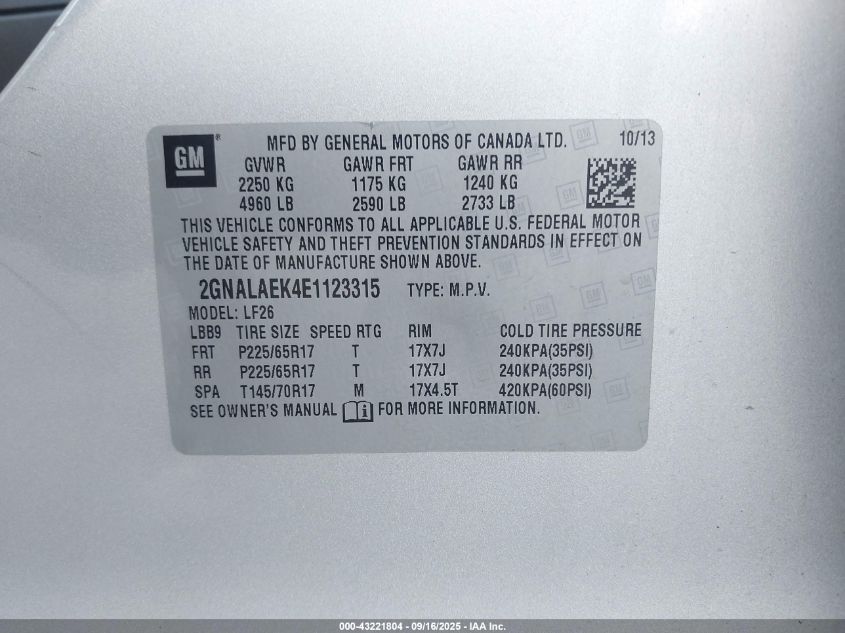 GM ® MFD BY GENERAL MOTORS OF CANADA LTD. 10/13
GVWR GAWR FRT GAWR RR
2250 KG 1175 KG 1240 KG
4960 LB 2590 LB 2733 LB
THIS VEHICLE CONFORMS TO ALL APPLICABLE U.S. FEDERAL MOTOR
VEHICLE SAFETY AND THEFT PREVENTION STANDARDS IN EFFECT ON
THE DATE OF MANUFACTURE SHOWN ABOVE.
2GNALAEK4E1123315 TYPE: M.P.V.
MODEL: LF26
LBB9 TIRE SIZE SPEED RTG RIM COLD TIRE PRESSURE
FRT P225/65R17 T 17X7J 240KPA(35PSI)
RR P225/65R17 T 17X7J 240KPA(35PSI)
SPA T145/70R17 M 17X4.5T 420KPA(60PSI)
SEE OWNER'S MANUAL i FOR MORE INFORMATION.
000-43221804 - 09/16/2025 - IAA Inc.